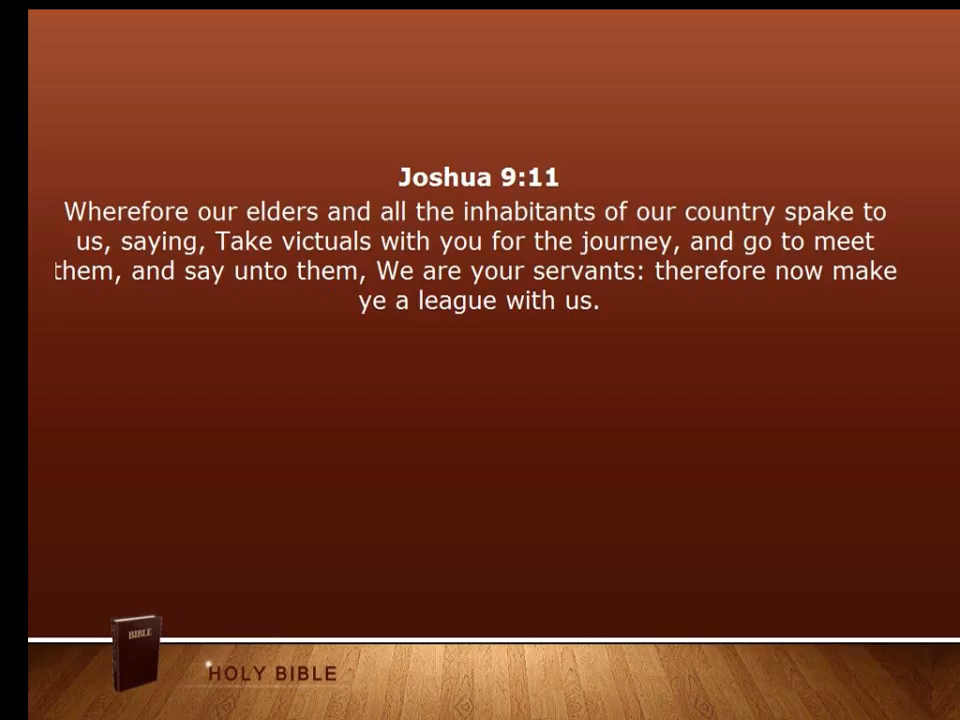 Joshua 9:11
Wherefore our elders and all the inhabitants of our country spake to
us, saying, Take victuals with you for the journey, and go to meet
them, and say unto them, We are your servants: therefore now make
ye a league with us.
BIBLE
HOLY BIBLE